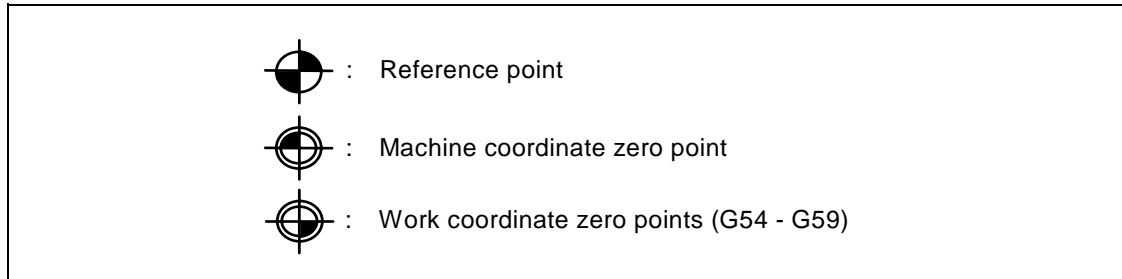 : Reference point
: Machine coordinate zero point
: Work coordinate zero points (G54 - G59)